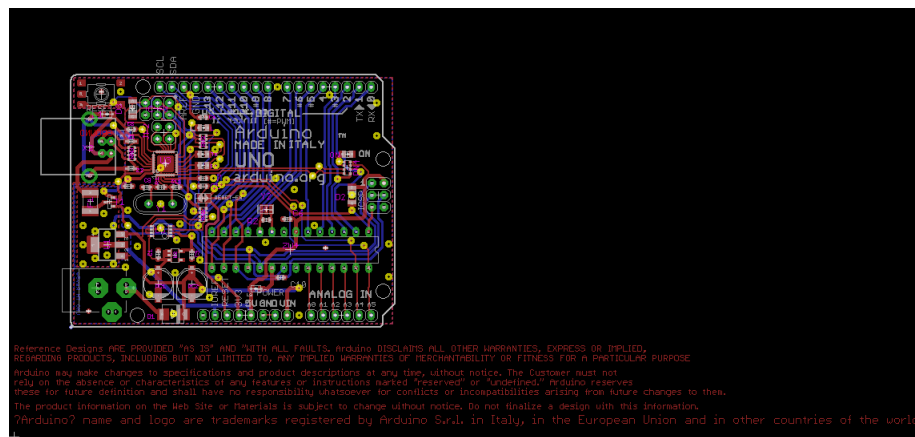 SCL
SDA
DIGITAL
Arduino
TM
MADE IN ITALY
UNO
arduino.org
ON
POWER
5V GND VIN
ANALOG IN
A0 A1 A2 A3 A4 A5
Reference Designs ARE PROVIDED "AS IS" AND "WITH ALL FAULTS. Arduino DISCLAIMS ALL OTHER WARRANTIES, EXPRESS OR IMPLIED,
REGARDING PRODUCTS, INCLUDING BUT NOT LIMITED TO, ANY IMPLIED WARRANTIES OF MERCHANTABILITY OR FITNESS FOR A PARTICULAR PURPOSE
Arduino may make changes to specifications and product descriptions at any time, without notice. The Customer must not
rely on the absence or characteristics of any features or instructions marked "reserved" or "undefined." Arduino reserves
these for future definition and shall have no responsibility whatsoever for conflicts or incompatibilities arising from future changes to them.
The product information on the Web Site or Materials is subject to change without notice. Do not finalize a design with this information.
?Arduino? name and logo are trademarks registered by Arduino S.r.l. in Italy, in the European Union and in other countries of the worl